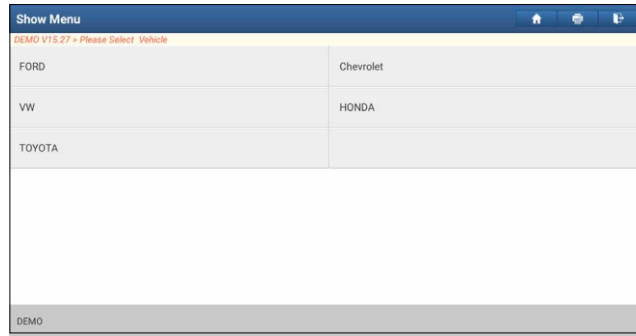 Show Menu
DEMO V15.27 > Please Select Vehicle
FORD
Chevrolet
VW
HONDA
TOYOTA
DEMO